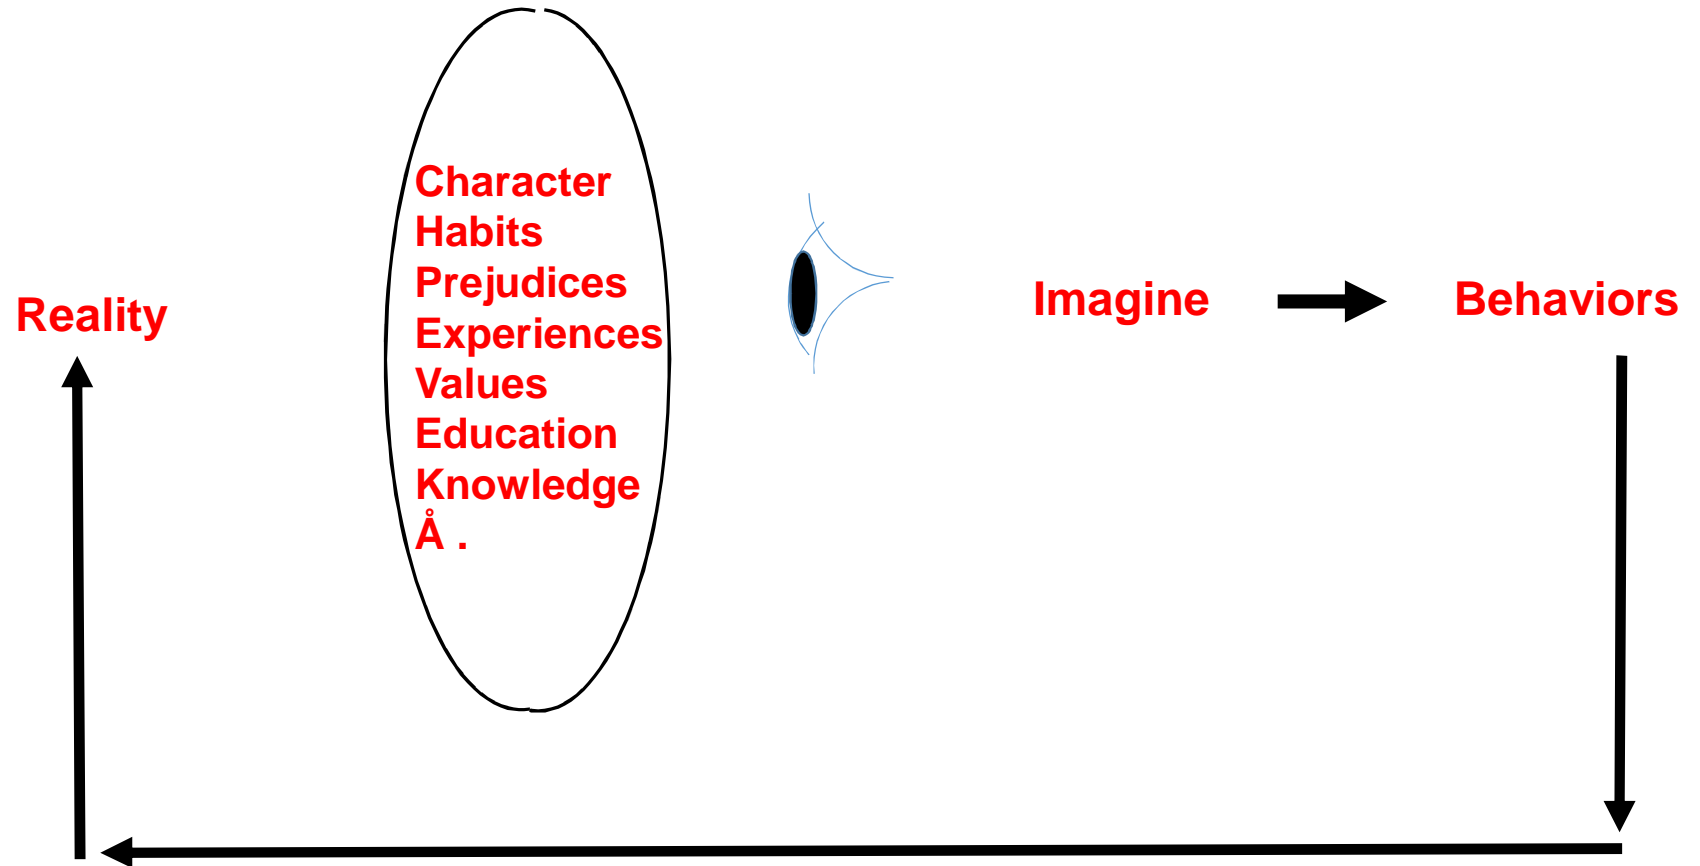 Reality
Character
Habits
Prejudices
Experiences
Values
Education
Knowledge
Å .
Imagine
Behaviors